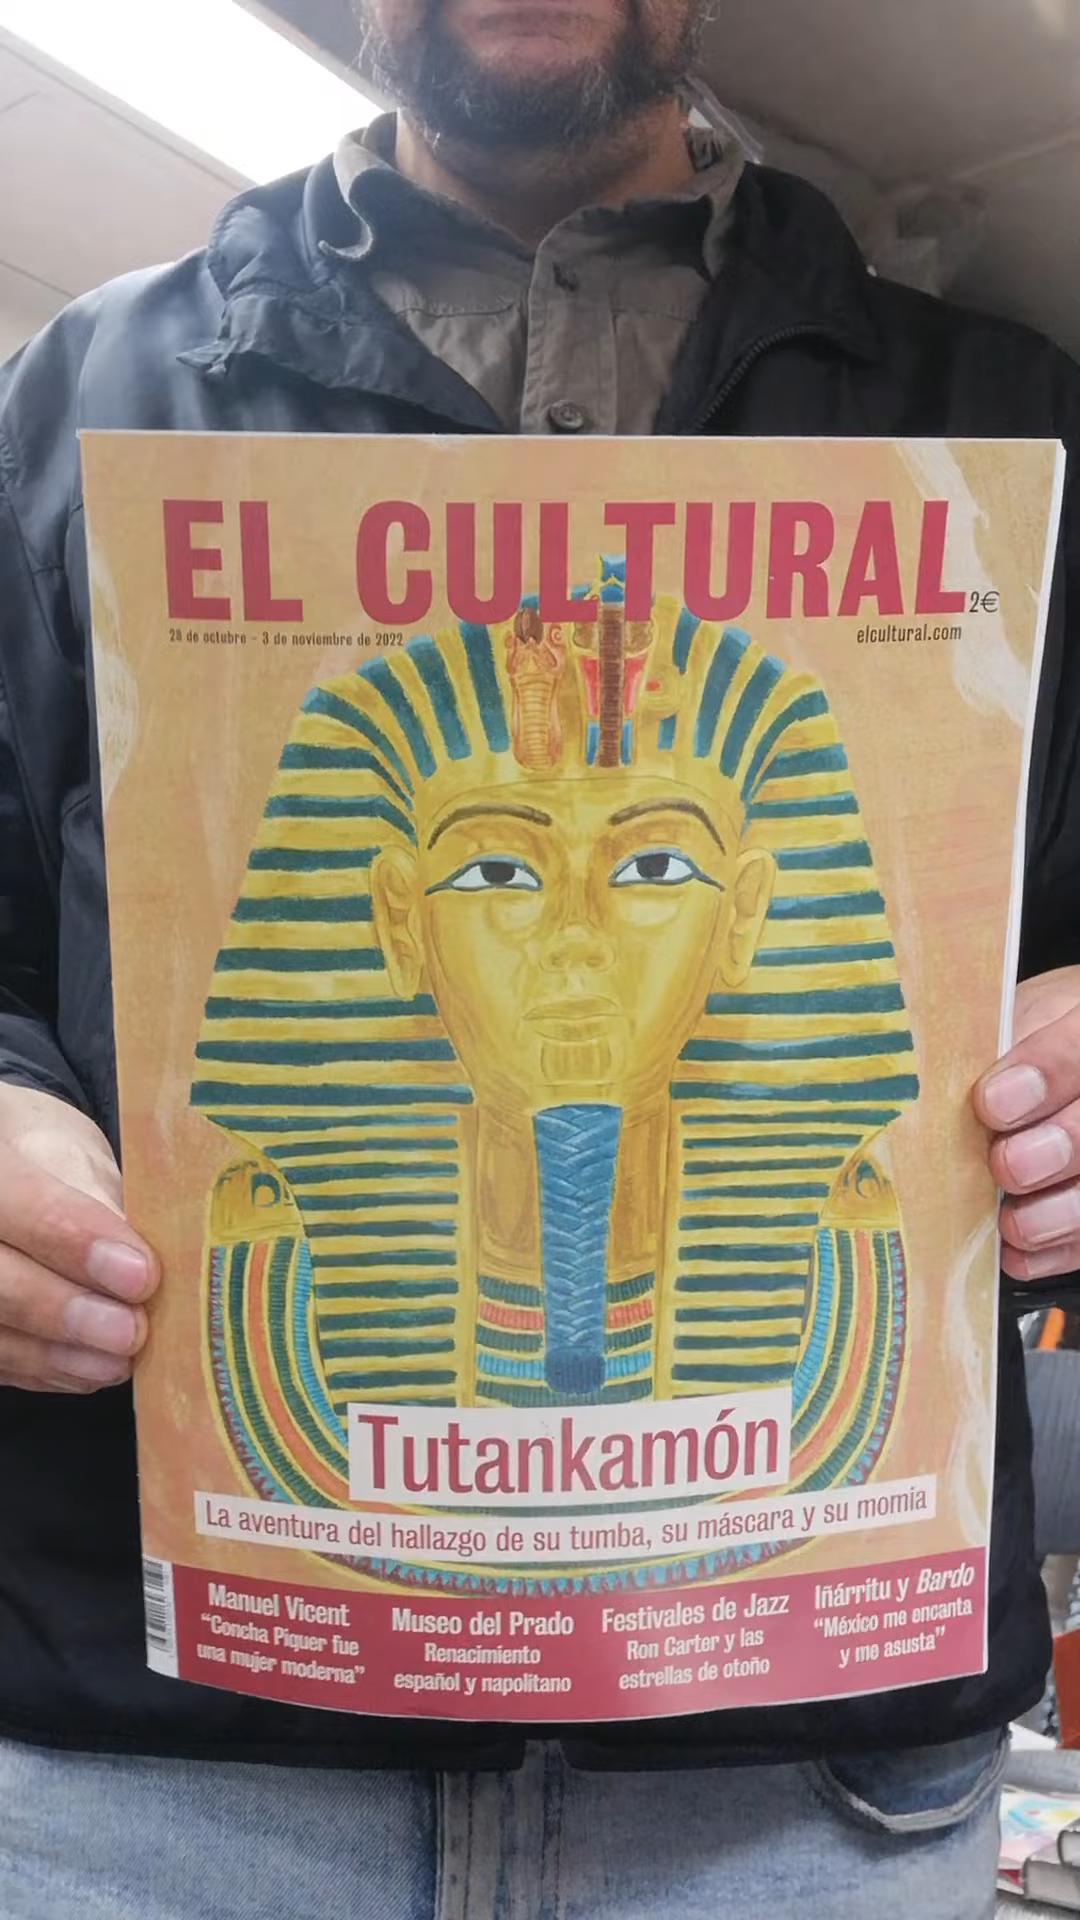 EL CULTURAL
2€
28 de octubre - 3 de noviembre de 2022
elcultural.com
Tutankamón
La aventura del hallazgo de su tumba, su máscara y su momia
Manuel Vicent
“Concha Piquer fue
una mujer moderna”
Museo del Prado
Renacimiento
español y napolitano
Festivales de Jazz
Ron Carter y las
estrellas de otoño
Iñárritu y Bardo
“México me encanta
y me asusta”